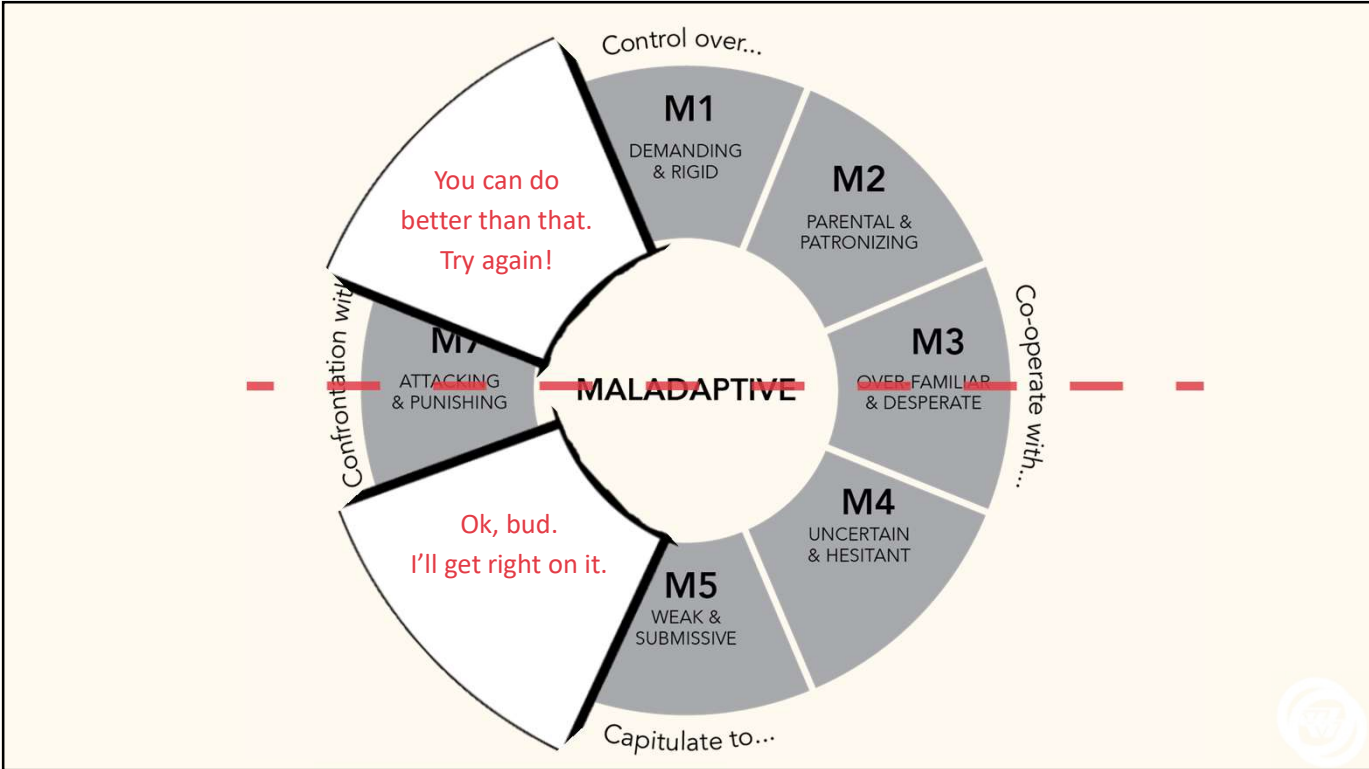 Control over...
M1
DEMANDING
& RIGID
M2
PARENTAL &
PATRONIZING
You can do
better than that.
Try again!
Co-operate with...
M3
OVER-FAMILIAR
& DESPERATE
MALADAPTIVE
Confrontation with
M7
ATTACKING
& PUNISHING
M4
UNCERTAIN
& HESITANT
Ok, bud.
I’ll get right on it.
M5
WEAK &
SUBMISSIVE
Capitulate to...